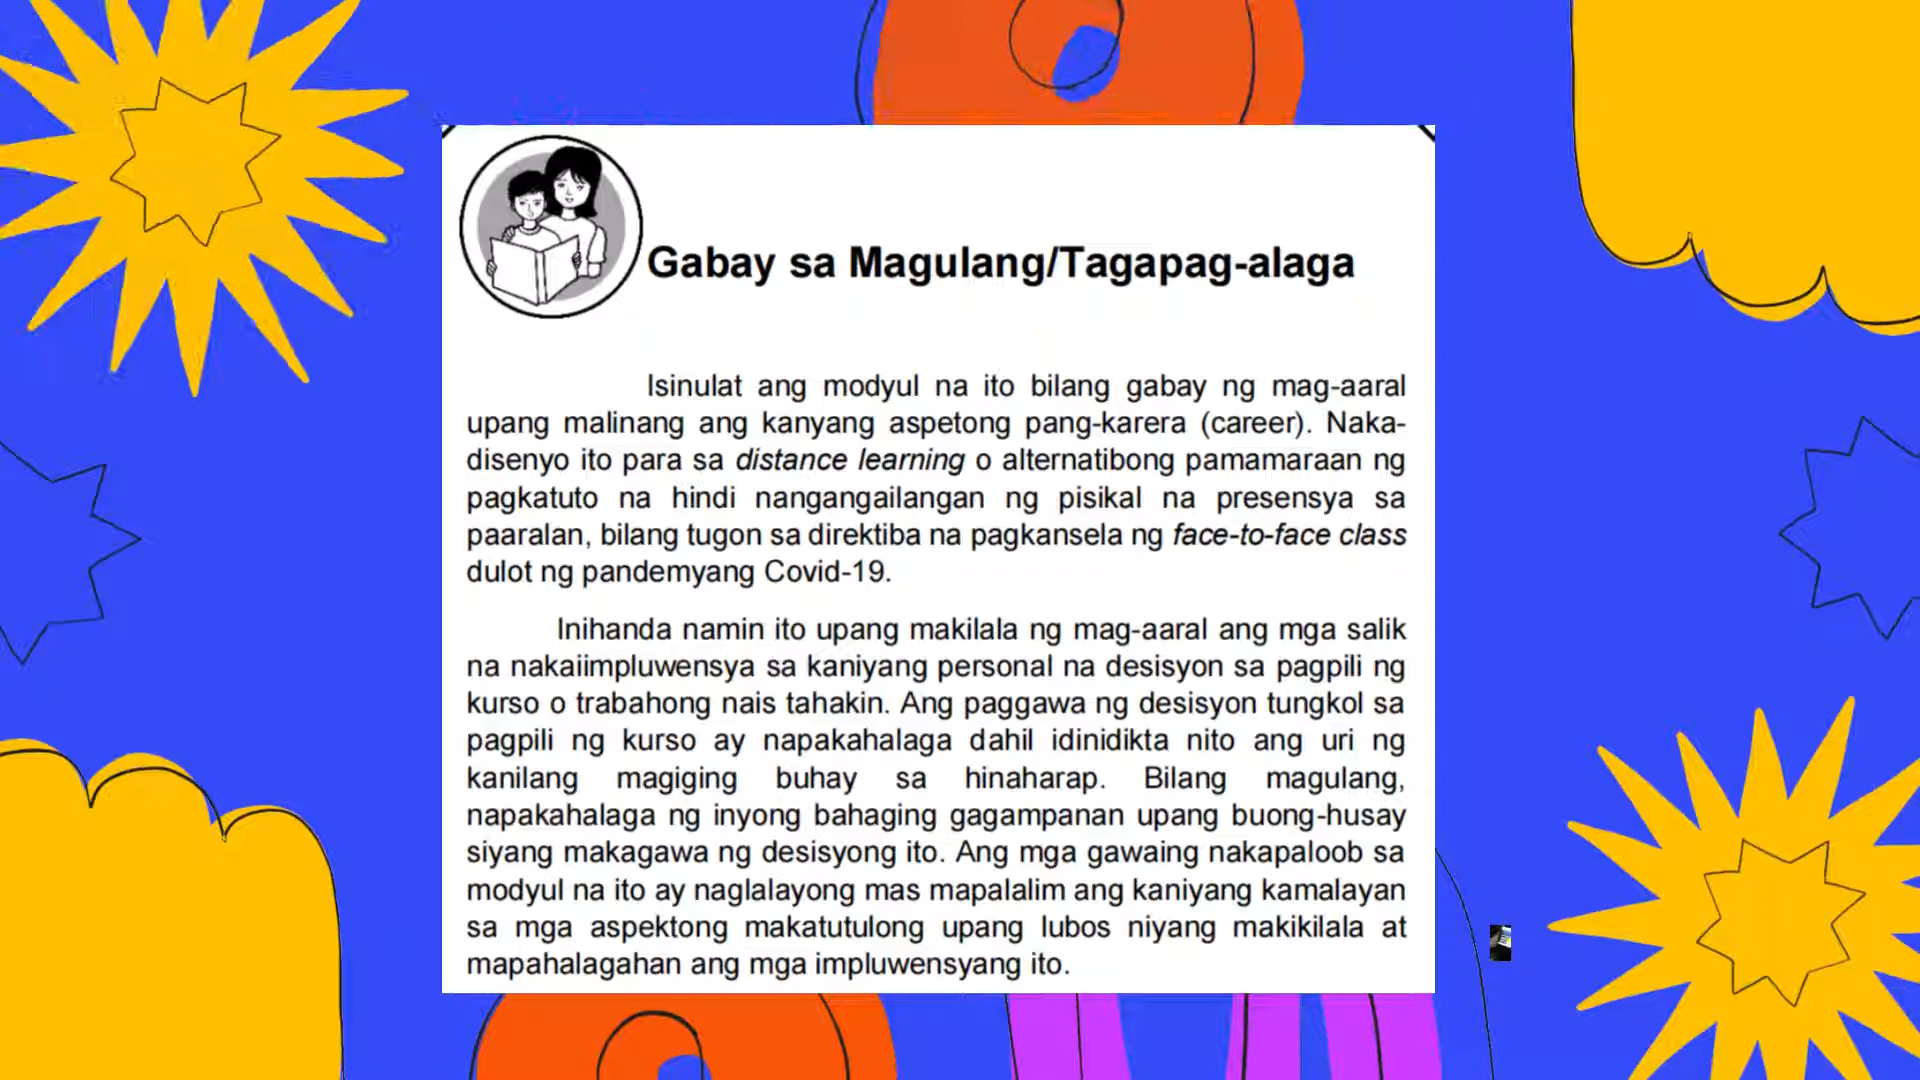 Gabay sa Magulang/Tagapag-alaga
Isinulat ang modyul na ito bilang gabay ng mag-aaral
upang malinang ang kanyang aspetong pang-karera (career). Naka-
disenyo ito para sa distance learning o alternatibong pamamaraan ng
pagkatuto na hindi nangangailangan ng pisikal na presensya sa
paaralan, bilang tugon sa direktiba na pagkansela ng face-to-face class
dulot ng pandemyang Covid-19.
Inihanda namin ito upang makilala ng mag-aaral ang mga salik
na nakaiimpluwensya sa kaniyang personal na desisyon sa pagpili ng
kurso o trabahong nais tahakin. Ang paggawa ng desisyon tungkol sa
pagpili ng kurso ay napakahalaga dahil idinidikta nito ang uri ng
kanilang magiging buhay sa hinaharap. Bilang magulang,
napakahalaga ng inyong bahaging gagampanan upang buong-husay
siyang makagawa ng desisyong ito. Ang mga gawaing nakapaloob sa
modyul na ito ay naglalayong mas mapalalim ang kaniyang kamalayan
sa mga aspektong makatutulong upang lubos niyang makikilala at
mapahalagahan ang mga impluwensyang ito.